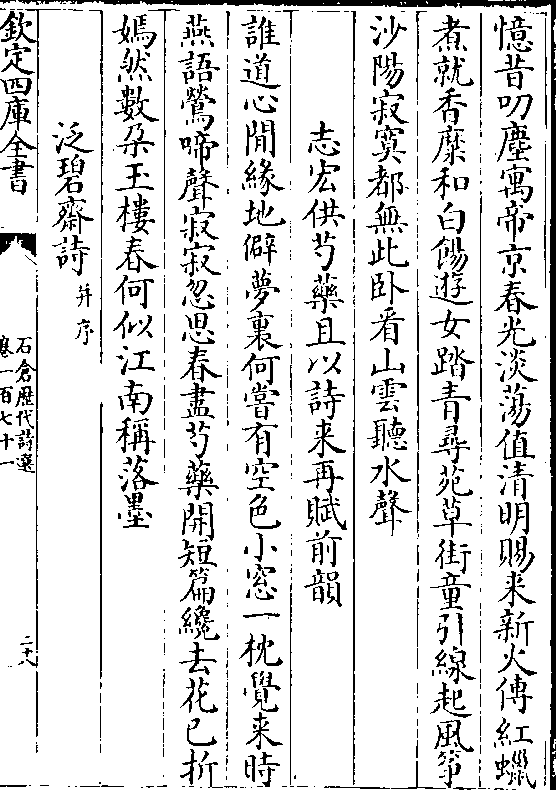 憶昔叨塵寓帝京春光淡蕩值清明賜来新火傳紅蠟
煮就香糜和白餳遊女踏青尋苑草街童引線起風箏
沙陽寂寞都無此卧看山雲聽水聲
志宏供芍藥且以詩来再賦前韻
誰道心閒緣地僻夢裏何嘗有空色小窓一枕覺来時
燕語鶯啼聲寂寂忽思春盡芍藥開短篇纔去花已折
嫣然數朶玉樓春何似江南稱落墨
泛碧齋詩并序
欽定四庫全書
石倉歴代詩選
卷一百七十一
二十八